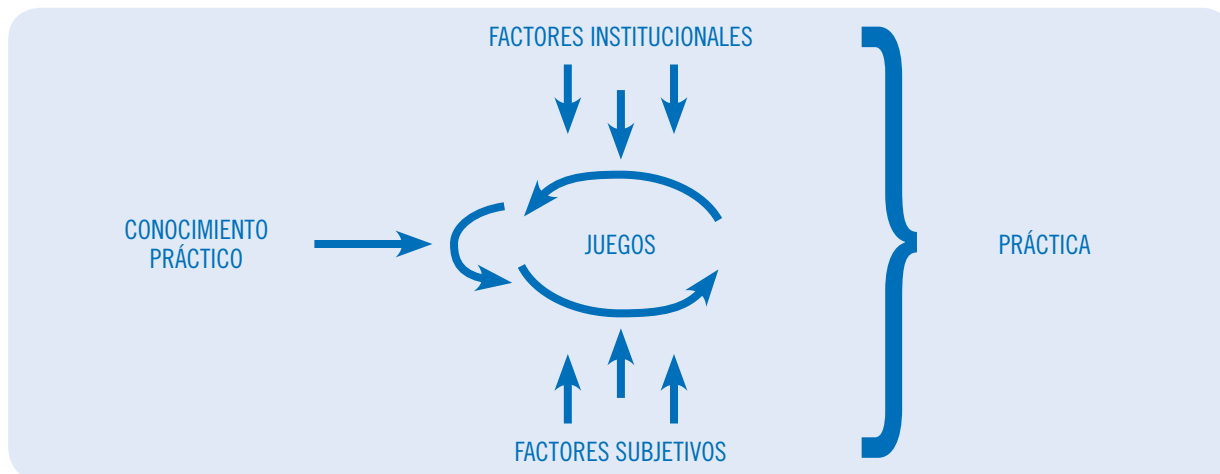 FACTORES INSTITUCIONALES
CONOCIMIENTO
PRÁCTICO
JUEGOS
PRÁCTICA
FACTORES SUBJETIVOS